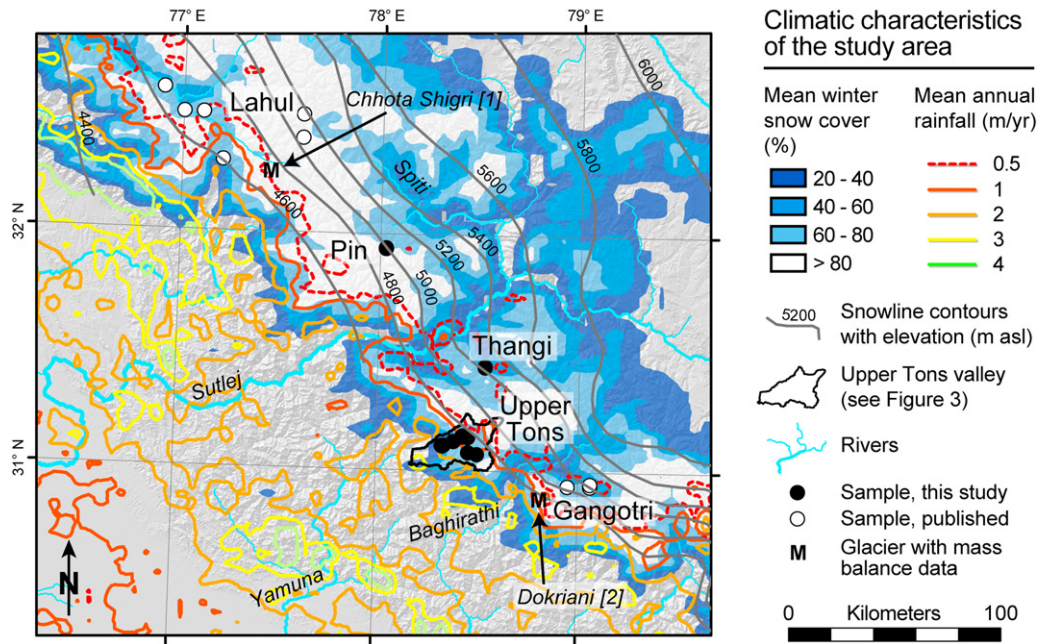 77° E
78° E
79° E
32° N
31° N
77° E
78° E
79° E
4400
4600
4800
5000
5200
5400
5600
5800
6000
Lahul
Chhota Shigri [1]
M
Spiti
Pin
Thangi
Sutlej
Upper
Tons
Baghirathi
M
Gangotri
Yamuna
Dokriani [2]
N
Climatic characteristics
of the study area
Mean winter
snow cover
(%)
20 - 40
40 - 60
60 - 80
> 80
Mean annual
rainfall (m/yr)
0.5
1
2
3
4
5200
Snowline contours
with elevation (m asl)
Upper Tons valley
(see Figure 3)
Rivers
Sample, this study
Sample, published
M
Glacier with mass
balance data
0
Kilometers
100